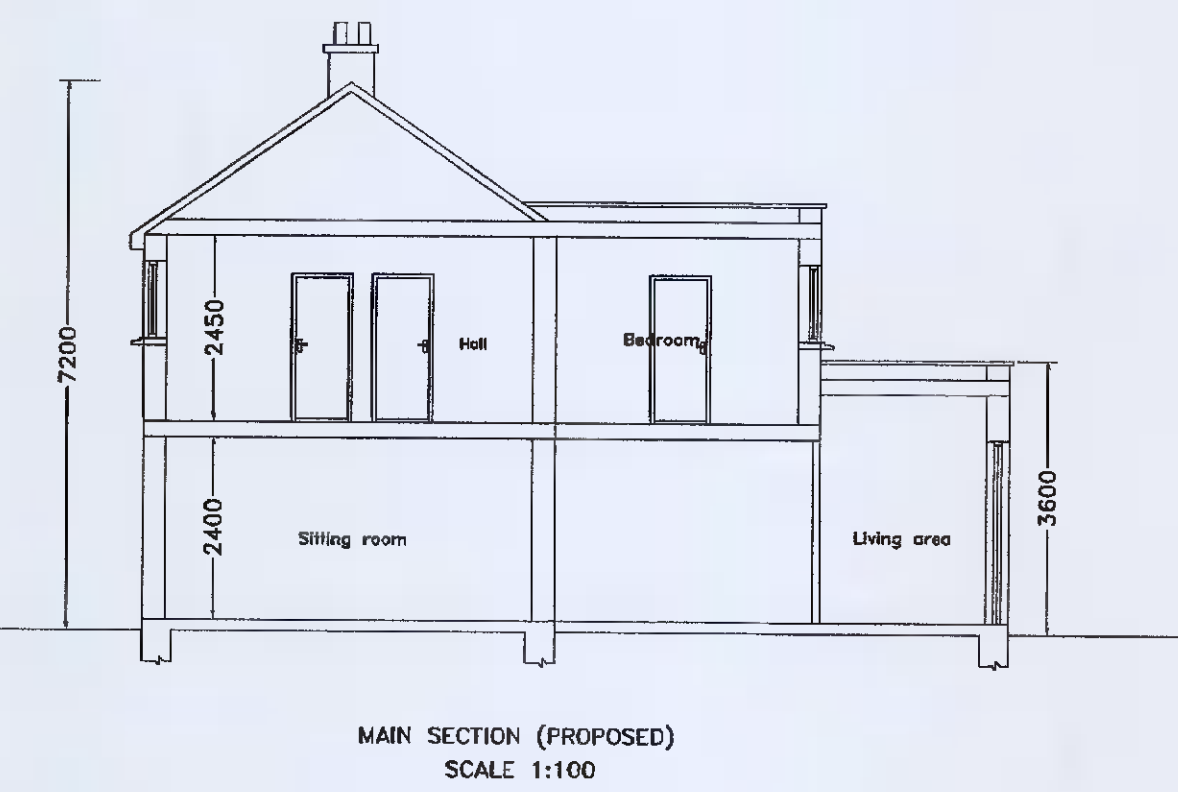 7200
2450
Hall
Bedroom
2400
Sitting room
Living area
3600
MAIN SECTION (PROPOSED)
SCALE 1:100